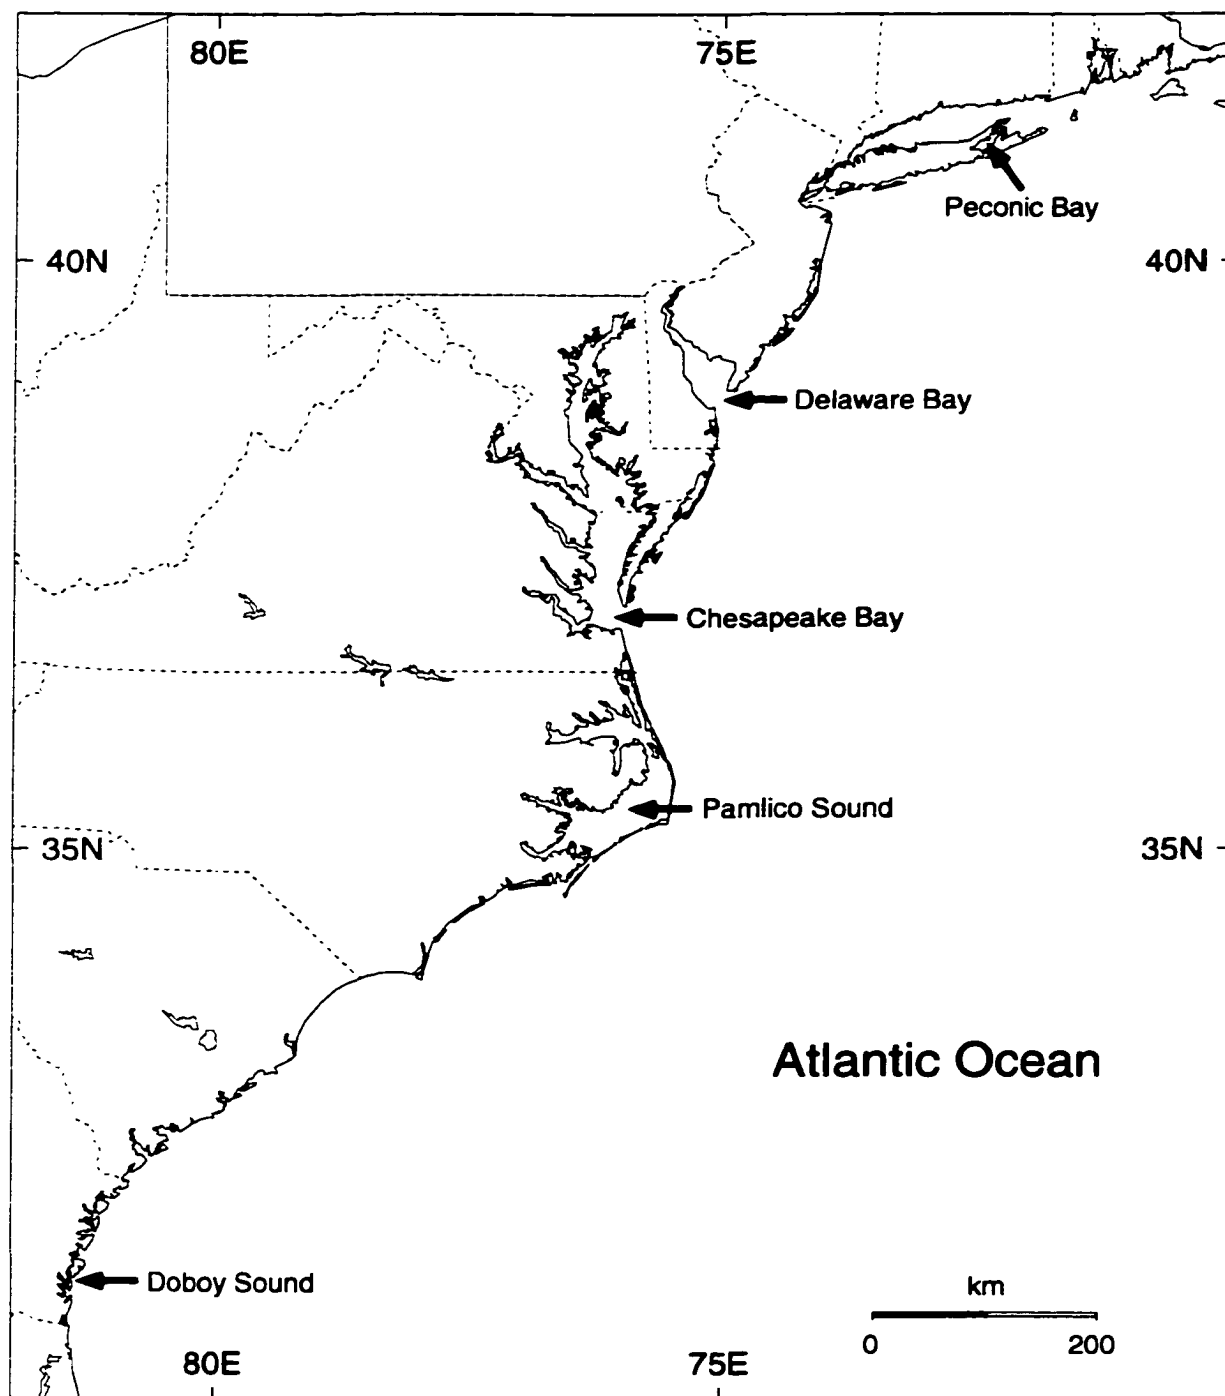 80E
75E
Peconic Bay
40N
40N
Delaware Bay
Chesapeake Bay
Pamlico Sound
35N
35N
Atlantic Ocean
Doboy Sound
km
0
200
80E
75E